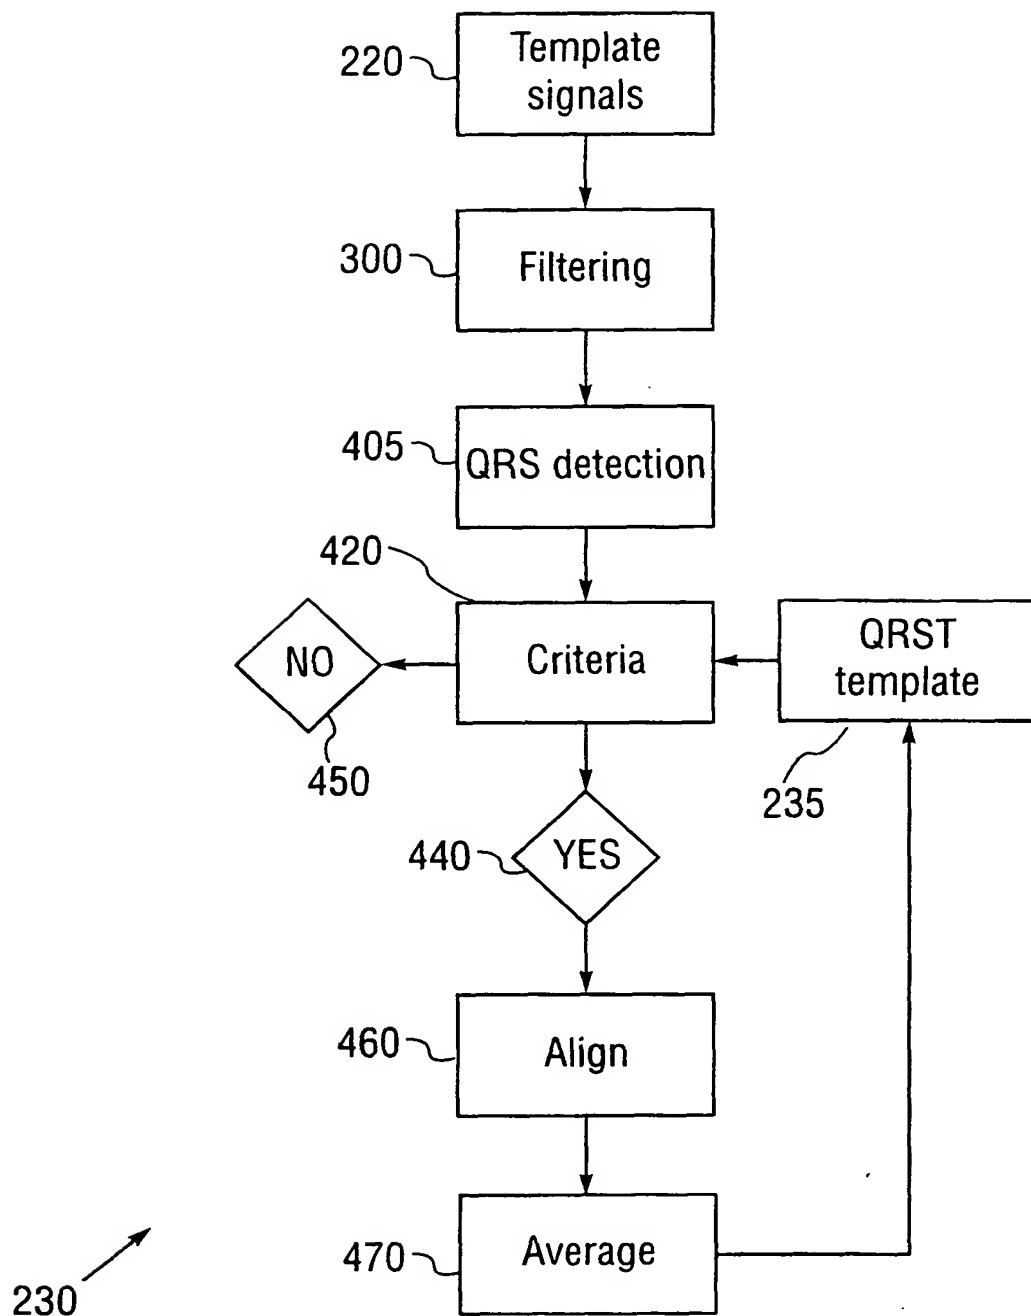 220
Template
signals
300
Filtering
405
QRS detection
420
NO
Criteria
QRST
template
450
235
440
YES
460
Align
470
Average
230